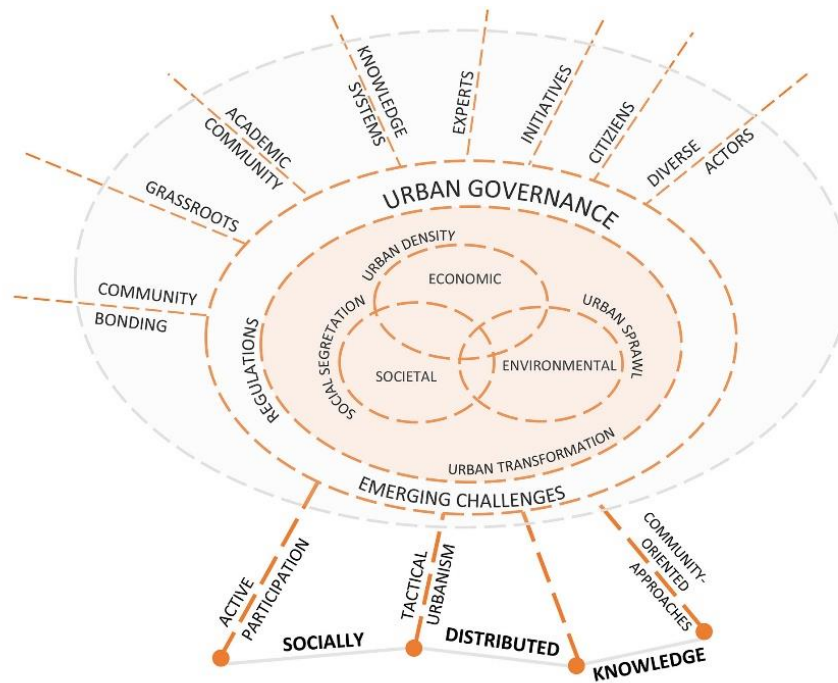 KNOWLEDGE
SYSTEMS
EXPERTS
INITIATIVES
CITIZIENS
DIVERSE
ACTORS
ACADEMIC
COMMUNITY
GRASSROOTS
COMMUNITY
BONDING
URBAN GOVERNANCE
REGULATIONS
URBAN DENSITY
ECONOMIC
URBAN SPRAWL
SOCIAL SEGRETATION
SOCIETAL
ENVIRONMENTAL
URBAN TRANSFORMATION
EMERGING CHALLENGES
ACTIVE
PARTICIPATION
TACTICAL
URBANISM
COMMUNITY-
ORIENTED
APPROACHES
SOCIALLY
DISTRIBUTED
KNOWLEDGE